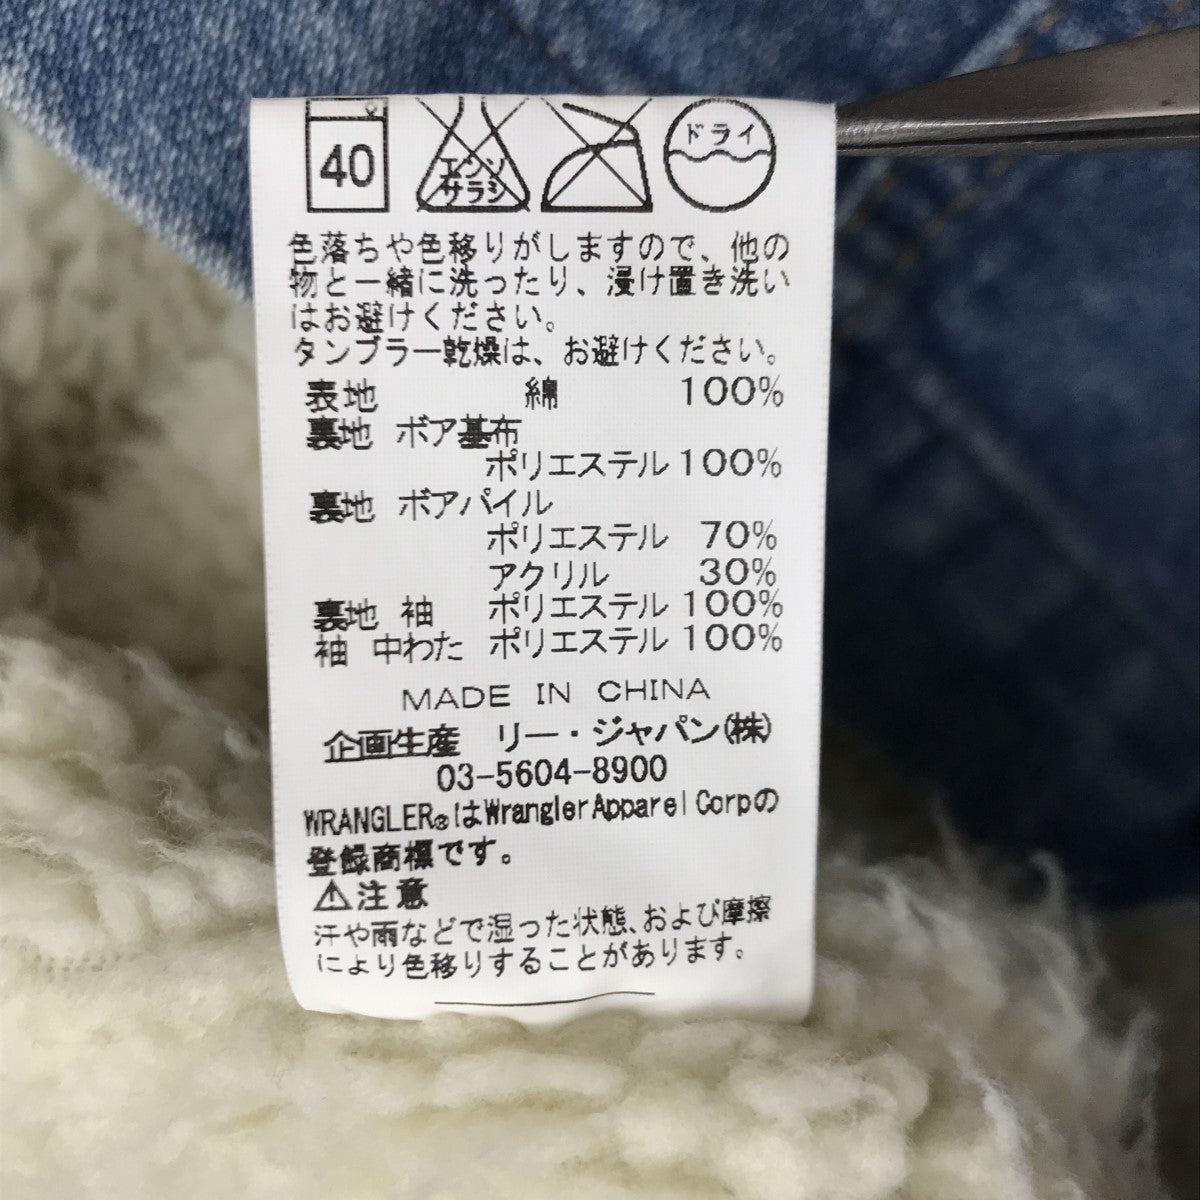 40 エンソ サラシ ドライ
色落ちや色移りがしますので、他の
物と一緒に洗ったり、浸け置き洗い
はお避けください。
タンブラー乾燥は、お避けください。
表地 綿 100%
裏地 ボア基布
ポリエステル 100%
裏地 ボアパイル
ポリエステル 70%
アクリル 30%
裏地 袖 ポリエステル 100%
袖 中わた ポリエステル 100%
MADE IN CHINA
企画生産 リー・ジャパン(株)
03-5604-8900
WRANGLER®はWrangler Apparel Corpの
登録商標です。
⚠注意
汗や雨などで湿った状態、および摩擦
により色移りすることがあります。